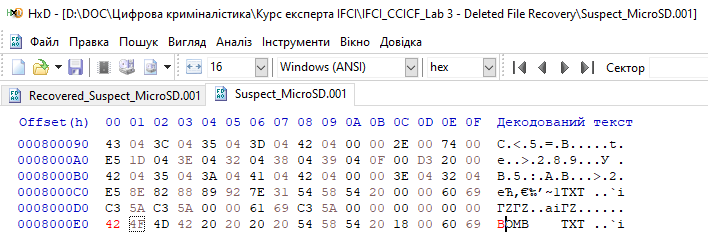 HxD - [D:\DOC\Цифрова криміналістика\Курс експерта IFCI\IFCI_CCICF_Lab 3 - Deleted File Recovery\Suspect_MicroSD.001]
Файл Правка Пошук Вигляд Аналіз Інструменти Вікно Довідка
16 Windows (ANSI) hex Сектор
Recovered_Suspect_MicroSD.001 Suspect_MicroSD.001
Offset(h) 00 01 02 03 04 05 06 07 08 09 0A 0B 0C 0D 0E 0F Декодований текст
0008000090 43 04 3C 04 35 04 3D 04 42 04 00 00 2E 00 74 00 C.<.5.=.B.....t.
00080000A0 E5 1D 04 3E 04 32 04 38 04 39 04 0F 00 D3 20 00 е..>.2.8.9...У .
00080000B0 42 04 35 04 3A 04 41 04 42 04 00 00 3E 04 32 04 B.5.:.A.B...>.2.
00080000C0 E5 8E 82 88 89 92 7E 31 54 58 54 20 00 00 60 69 еЋ‚€‰’~1TXT ..`i
00080000D0 C3 5A C3 5A 00 00 61 69 C3 5A 00 00 00 00 00 00 ГZГZ..aiГZ......
00080000E0 42 4F 4D 42 20 20 20 20 54 58 54 20 18 00 60 69 BOMB TXT ..`i